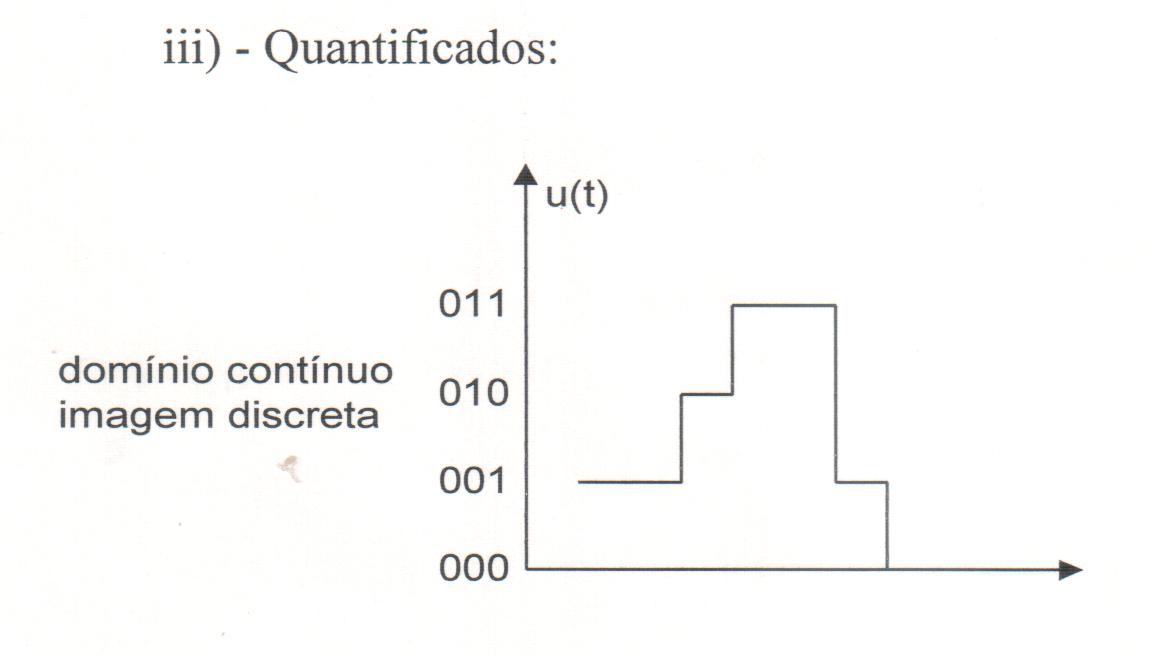 iii) - Quantificados:
u(t)
011
domínio contínuo
010
imagem discreta
001
000